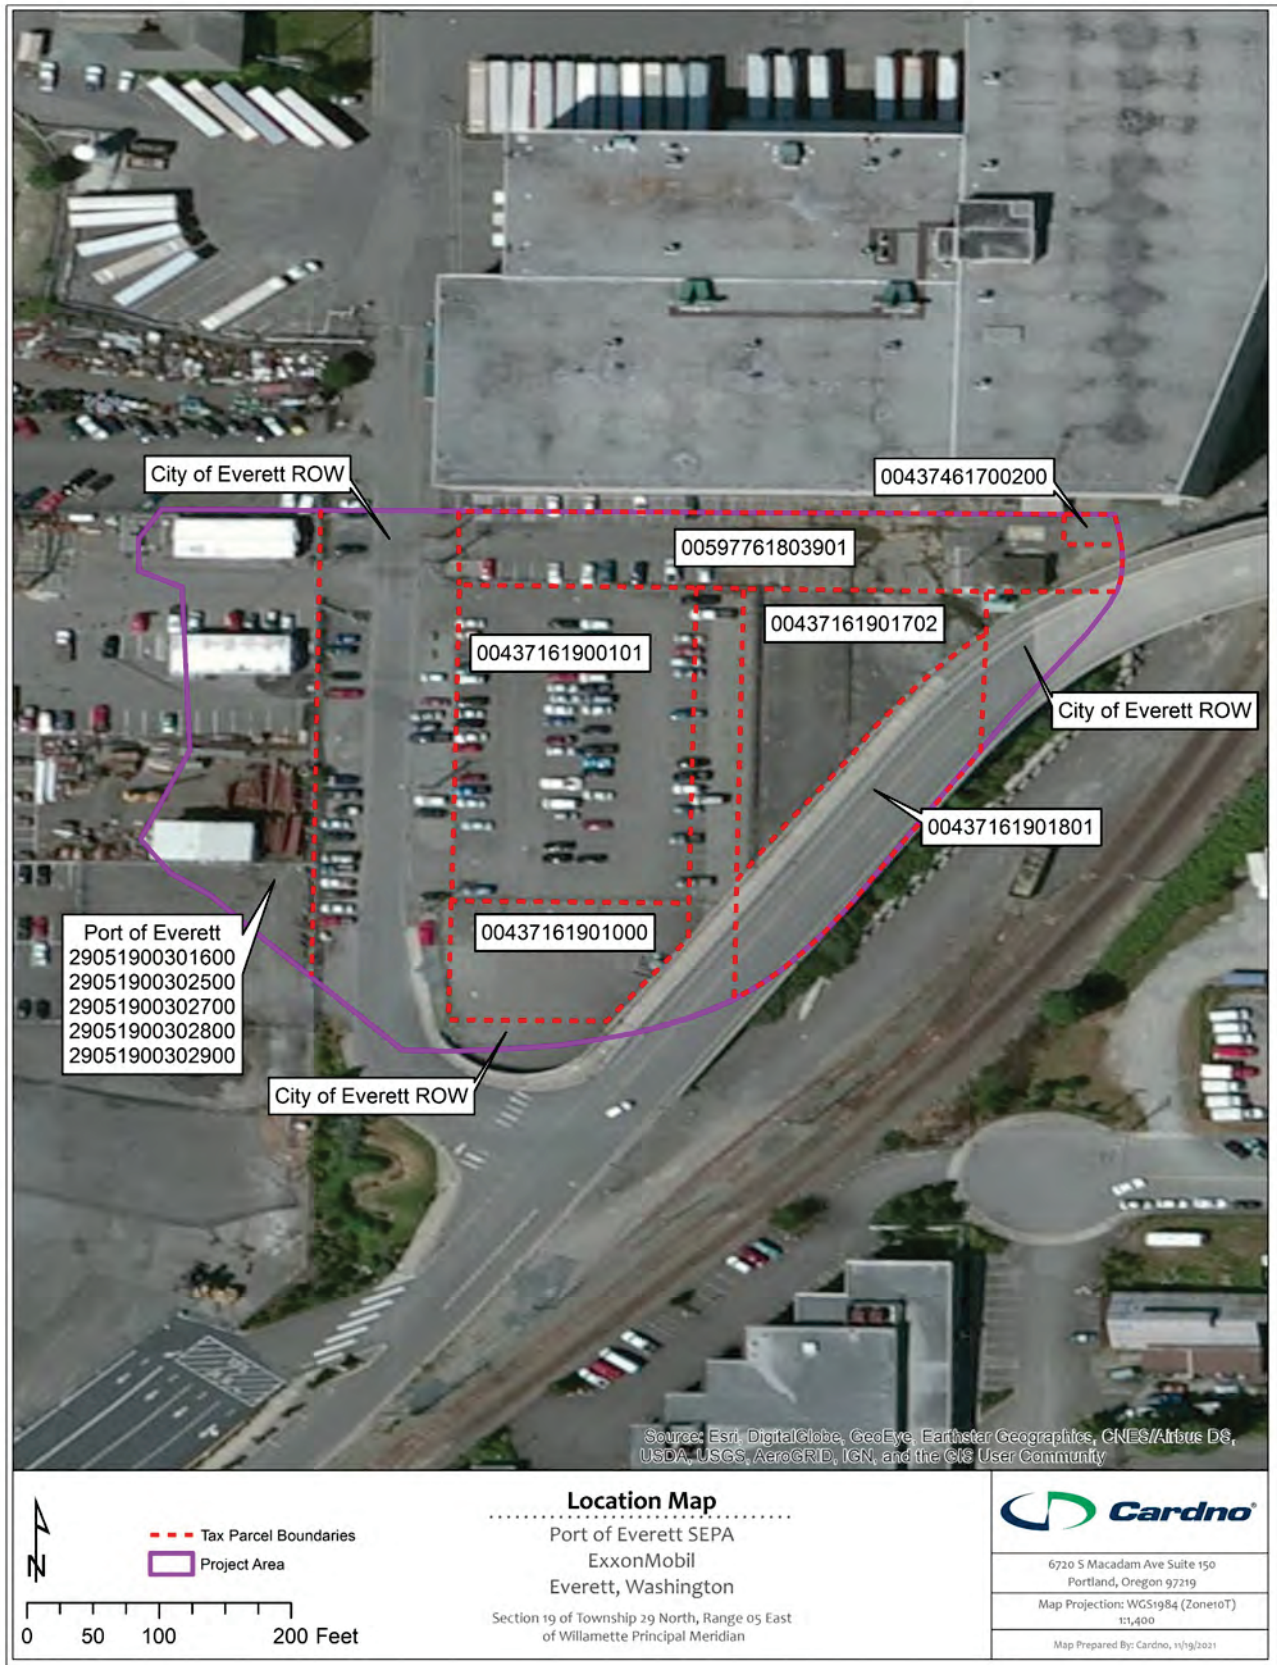 City of Everett ROW
00437461700200
00597761803901
00437161901702
00437161900101
City of Everett ROW
00437161901801
Port of Everett
29051900301600
29051900302500
29051900302700
29051900302800
29051900302900
00437161901000
City of Everett ROW
Source: Esri, DigitalGlobe, GeoEye, Earthstar Geographics, CNES/Airbus DS,
USDA, USGS, AeroGRID, IGN, and the GIS User Community
N
Tax Parcel Boundaries
Project Area
0 50 100 200 Feet
Location Map
Port of Everett SEPA
ExxonMobil
Everett, Washington
Section 19 of Township 29 North, Range 05 East
of Willamette Principal Meridian
Cardno®
6720 S Macadam Ave Suite 150
Portland, Oregon 97219
Map Projection: WGS1984 (Zone10T)
1:1,400
Map Prepared By: Cardno, 11/19/2021